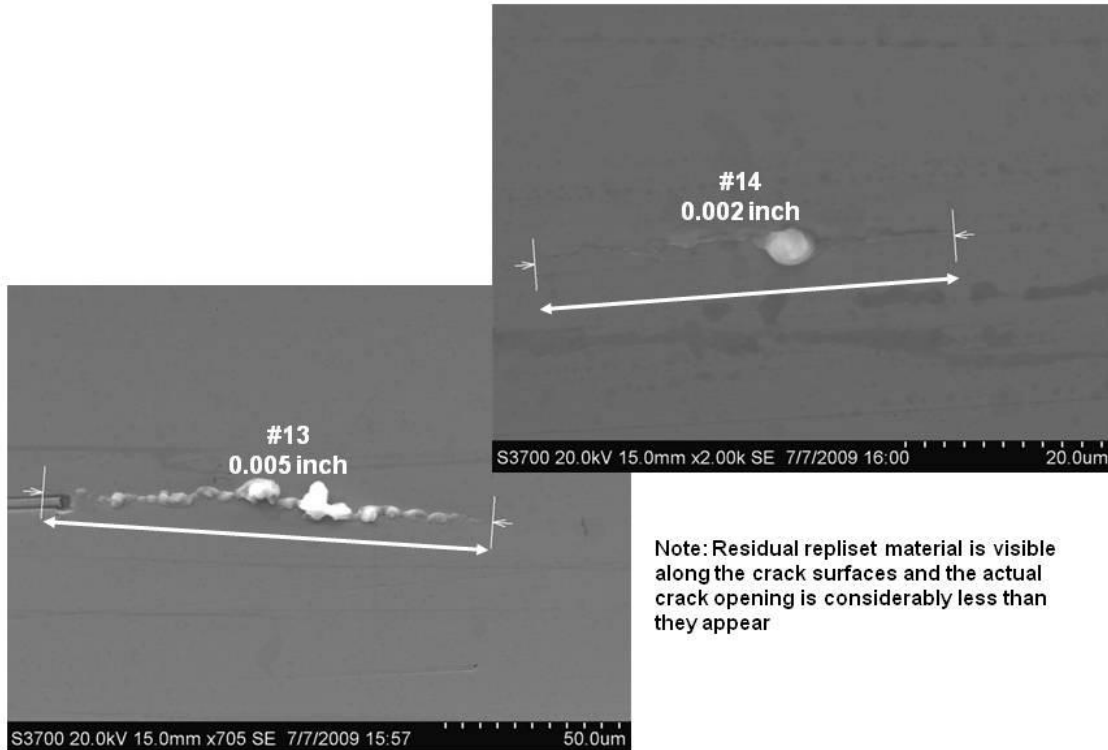 #14
0.002 inch
S3700 20.0kV 15.0mm x2.00k SE 7/7/2009 16:00 20.0um
#13
0.005 inch
S3700 20.0kV 15.0mm x705 SE 7/7/2009 15:57 50.0um
Note: Residual repliset material is visible
along the crack surfaces and the actual
crack opening is considerably less than
they appear